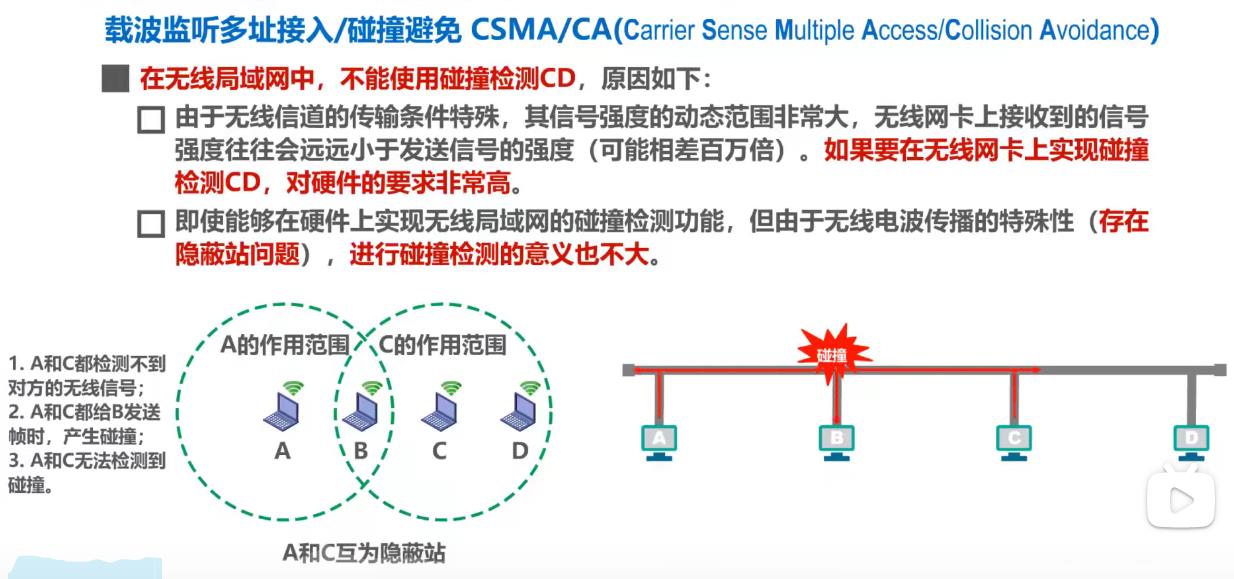 载波监听多址接入/碰撞避免 CSMA/CA(Carrier Sense Multiple Access/Collision Avoidance)
在无线局域网中，不能使用碰撞检测CD，原因如下：
由于无线信道的传输条件特殊，其信号强度的动态范围非常大，无线网卡上接收到的信号
强度往往会远远小于发送信号的强度（可能相差百万倍）。如果要在无线网卡上实现碰撞
检测CD，对硬件的要求非常高。
即使能够在硬件上实现无线局域网的碰撞检测功能，但由于无线电波传播的特殊性（存在
隐蔽站问题），进行碰撞检测的意义也不大。
1. A和C都检测不到
对方的无线信号；
2. A和C都给B发送
帧时，产生碰撞；
3. A和C无法检测到
碰撞。
A的作用范围
C的作用范围
A
B
C
D
A和C互为隐蔽站
碰撞
A
B
C
D